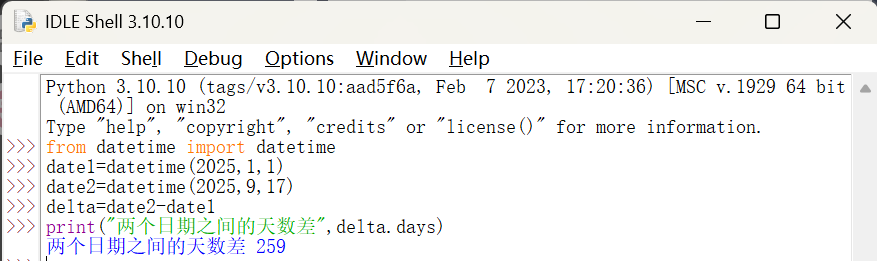 IDLE Shell 3.10.10
File Edit Shell Debug Options Window Help
Python 3.10.10 (tags/v3.10.10:aad5f6a, Feb  7 2023, 17:20:36) [MSC v.1929 64 bit
(AMD64)] on win32
Type "help", "copyright", "credits" or "license()" for more information.
>>> from datetime import datetime
>>> date1=datetime(2025,1,1)
>>> date2=datetime(2025,9,17)
>>> delta=date2-date1
>>> print("两个日期之间的天数差",delta.days)
两个日期之间的天数差 259
>>>